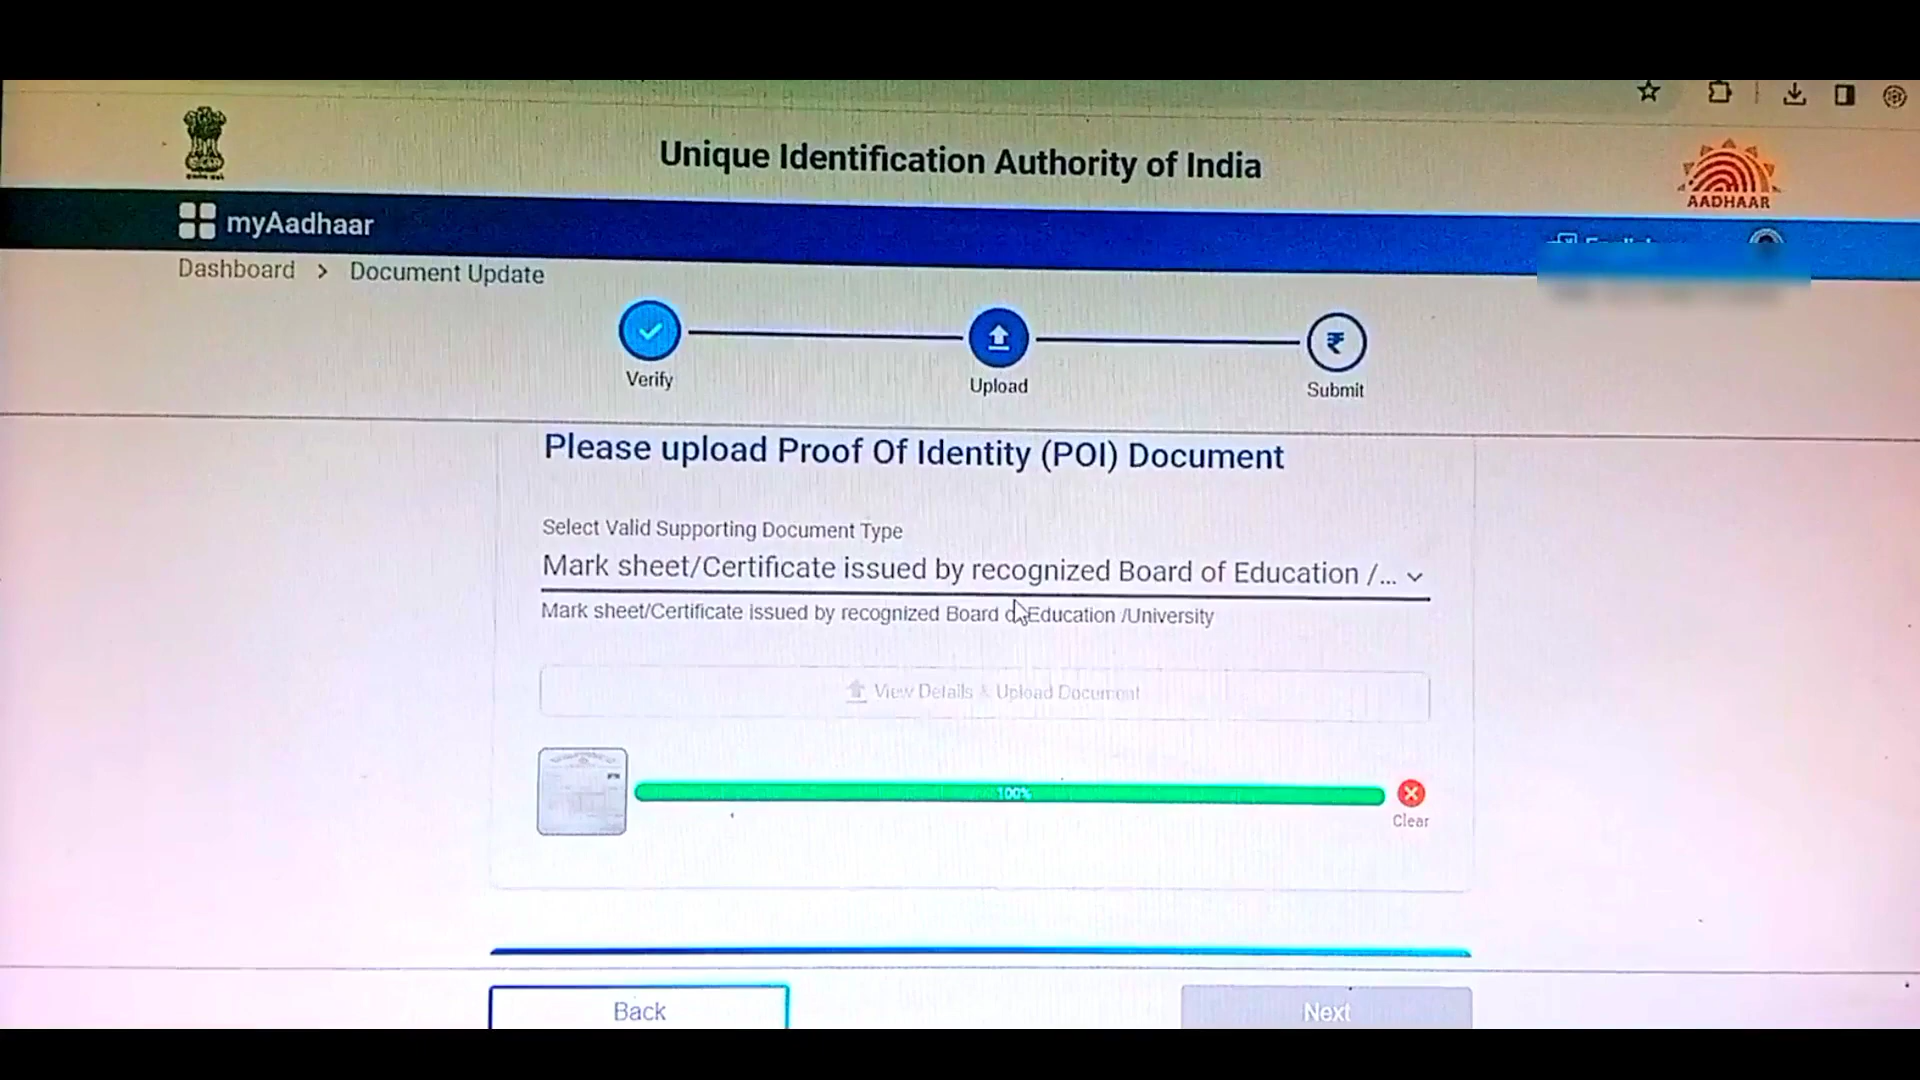 Unique Identification Authority of India
AADHAAR
myAadhaar
Dashboard > Document Update
Verify
Upload
Submit
Please upload Proof Of Identity (POI) Document
Select Valid Supporting Document Type
Mark sheet/Certificate issued by recognized Board of Education /...
Mark sheet/Certificate issued by recognized Board of Education /University
View Details & Upload Document
100%
Clear
Back
Next